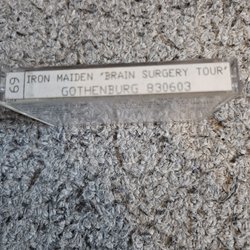 69
IRON MAIDEN 'BRAIN SURGERY TOUR'
GOTHENBURG 830603